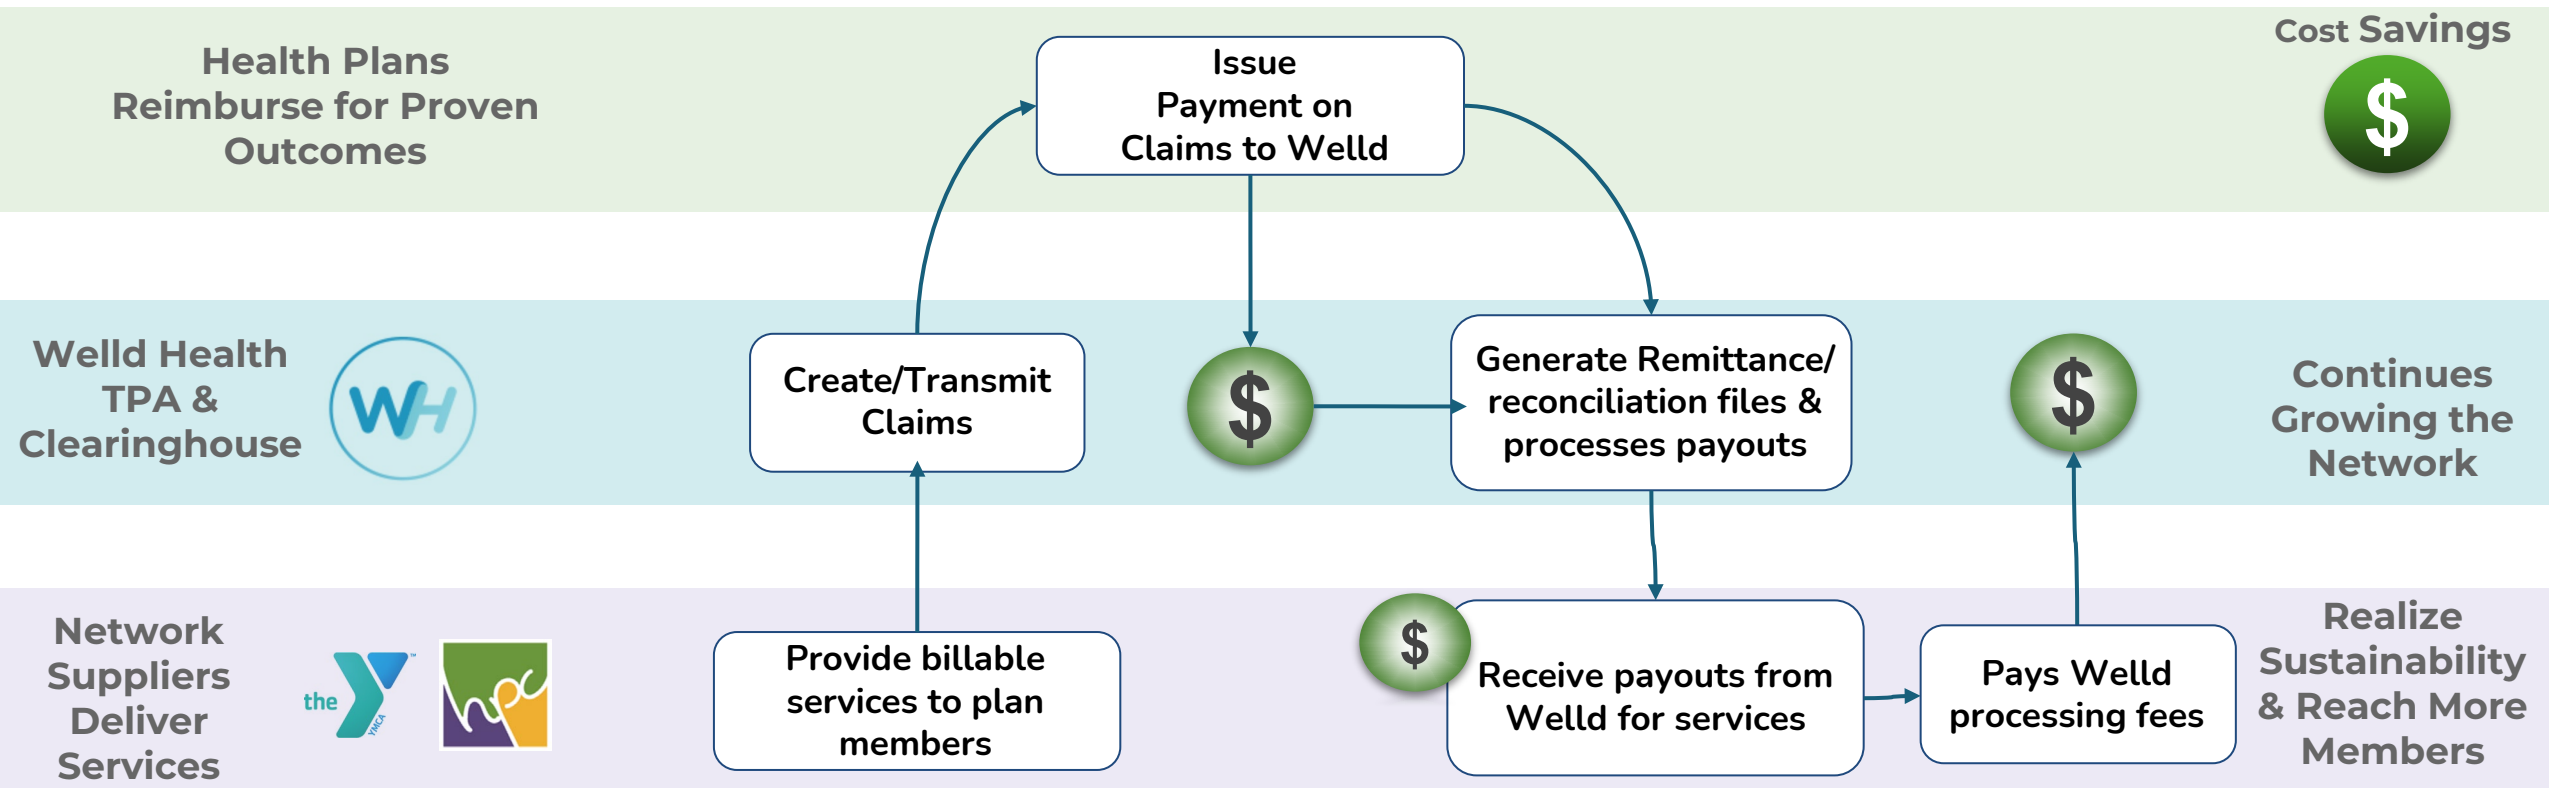 Health Plans
Reimburse for Proven
Outcomes
Issue
Payment on
Claims to Welld
Cost Savings
$
Welld Health
TPA &
Clearinghouse
WH
Create/Transmit
Claims
$
Generate Remittance/
reconciliation files &
processes payouts
$
Continues
Growing the
Network
Network
Suppliers
Deliver
Services
the
YMCA
™
hpc
Provide billable
services to plan
members
$
Receive payouts from
Welld for services
Pays Welld
processing fees
Realize
Sustainability
& Reach More
Members